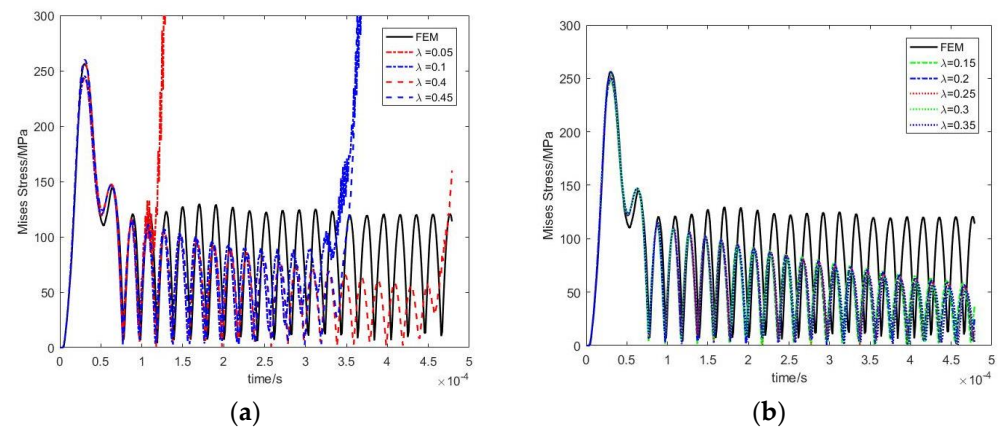 300
250
200
150
100
50
0
Mises Stress/MPa
FEM
λ =0.05
λ =0.1
λ =0.4
λ =0.45
0 0.5 1 1.5 2 2.5 3 3.5 4 4.5 5
time/s
×10⁻⁴
(a)
300
250
200
150
100
50
0
Mises Stress/MPa
FEM
λ=0.15
λ=0.2
λ=0.25
λ=0.3
λ=0.35
0 0.5 1 1.5 2 2.5 3 3.5 4 4.5 5
time/s
×10⁻⁴
(b)